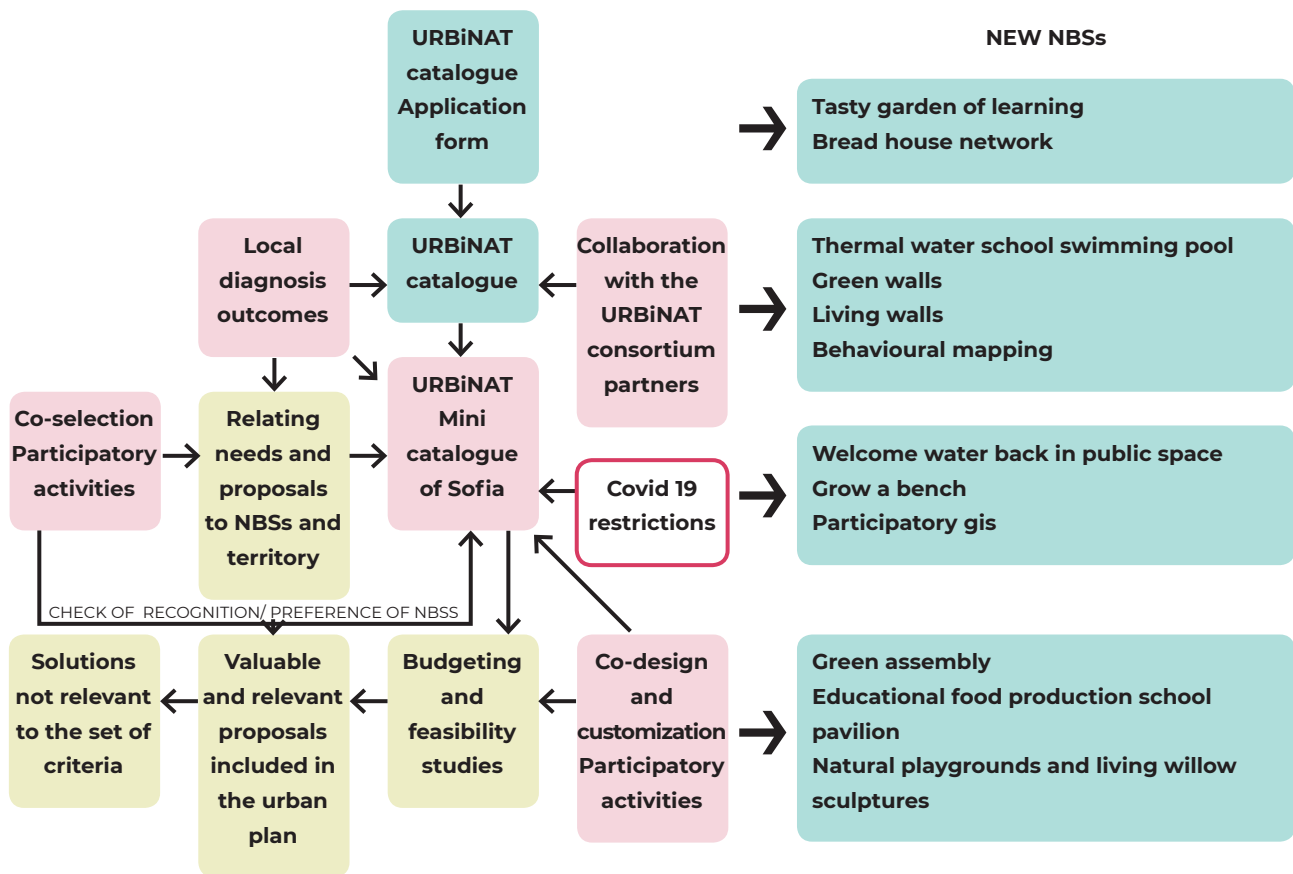 URBiNAT
catalogue
Application
form
NEW NBSs
Tasty garden of learning
Bread house network
Local
diagnosis
outcomes
URBiNAT
catalogue
Collaboration
with the
URBiNAT
consortium
partners
Thermal water school swimming pool
Green walls
Living walls
Behavioural mapping
Co-selection
Participatory
activities
Relating
needs and
proposals
to NBSs and
territory
URBiNAT
Mini
catalogue
of Sofia
Covid 19
restrictions
Welcome water back in public space
Grow a bench
Participatory gis
CHECK OF RECOGNITION/ PREFERENCE OF NBSS
Solutions
not relevant
to the set of
criteria
Valuable
and relevant
proposals
included in
the urban
plan
Budgeting
and
feasibility
studies
Co-design
and
customization
Participatory
activities
Green assembly
Educational food production school
pavilion
Natural playgrounds and living willow
sculptures